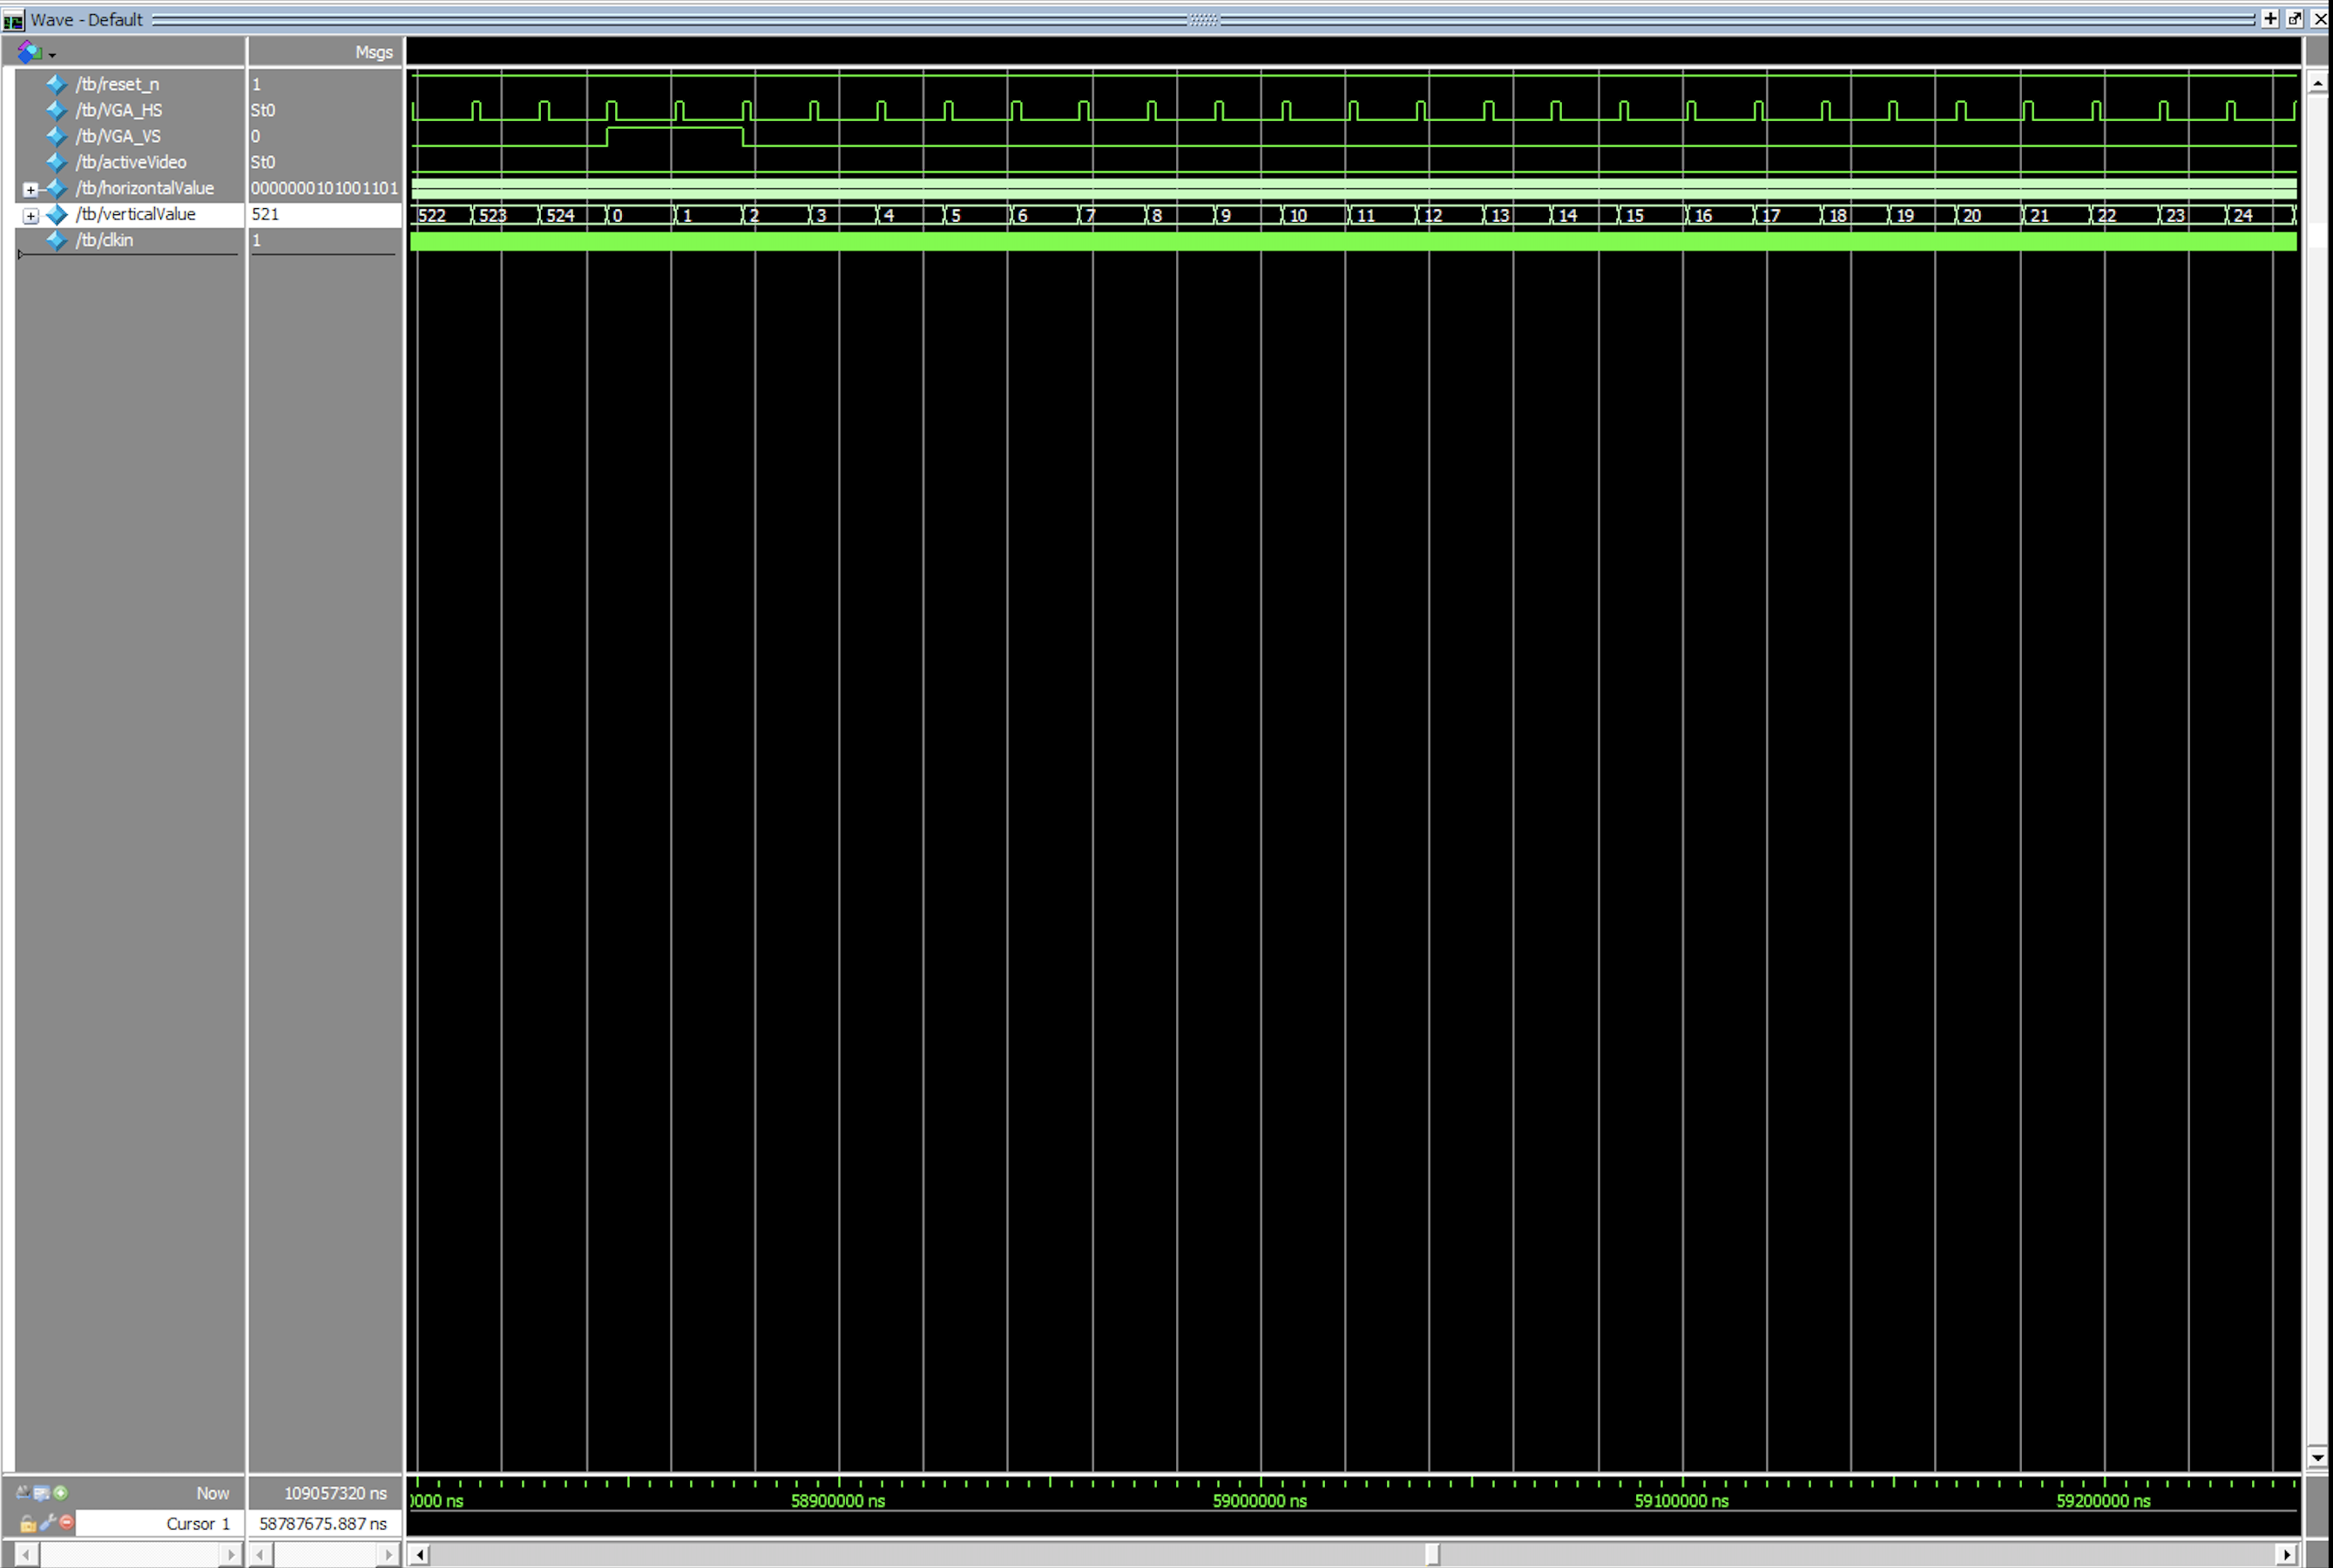 Wave - Default
Msgs
/tb/reset_n 1
/tb/VGA_HS St0
/tb/VGA_VS 0
/tb/activeVideo St0
/tb/horizontalValue 0000000101001101
/tb/verticalValue 521 522 523 524 0 1 2 3 4 5 6 7 8 9 10 11 12 13 14 15 16 17 18 19 20 21 22 23 24
/tb/clkin 1
Now 109057320 ns 0000 ns 58900000 ns 59000000 ns 59100000 ns 59200000 ns
Cursor 1 58787675.887 ns